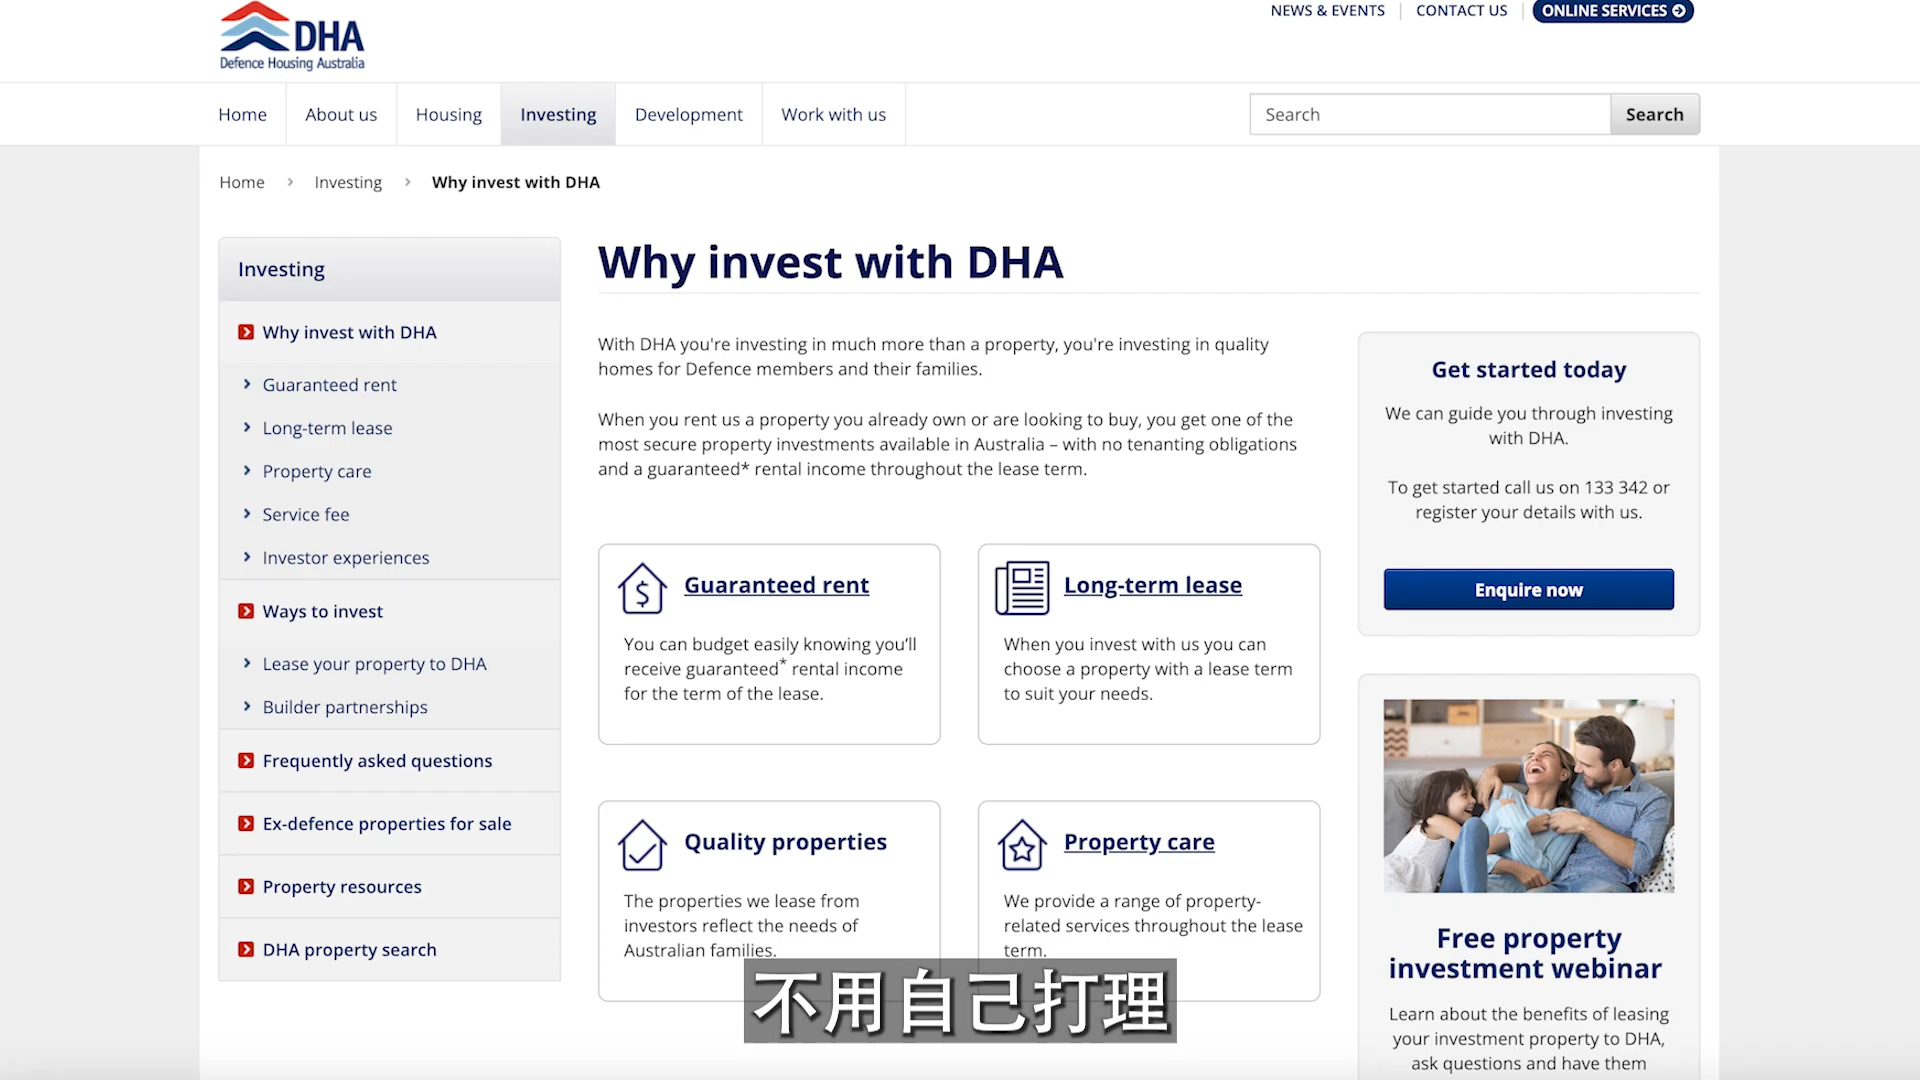 DHA
Defence Housing Australia
NEWS & EVENTS
CONTACT US
ONLINE SERVICES
Home
About us
Housing
Investing
Development
Work with us
Search
Search
Home
Investing
Why invest with DHA
Investing
Why invest with DHA
Guaranteed rent
Long-term lease
Property care
Service fee
Investor experiences
Ways to invest
Lease your property to DHA
Builder partnerships
Frequently asked questions
Ex-defence properties for sale
Property resources
DHA property search
Why invest with DHA
With DHA you're investing in much more than a property, you're investing in quality
homes for Defence members and their families.
When you rent us a property you already own or are looking to buy, you get one of the
most secure property investments available in Australia – with no tenanting obligations
and a guaranteed* rental income throughout the lease term.
Guaranteed rent
You can budget easily knowing you’ll
receive guaranteed* rental income
for the term of the lease.
Long-term lease
When you invest with us you can
choose a property with a lease term
to suit your needs.
Quality properties
The properties we lease from
investors reflect the needs of
Australian families.
Property care
We provide a range of property-
related services throughout the lease
term.
Get started today
We can guide you through investing
with DHA.
To get started call us on 133 342 or
register your details with us.
Enquire now
Free property
investment webinar
Learn about the benefits of leasing
your investment property to DHA,
ask questions and have them
不用自己打理